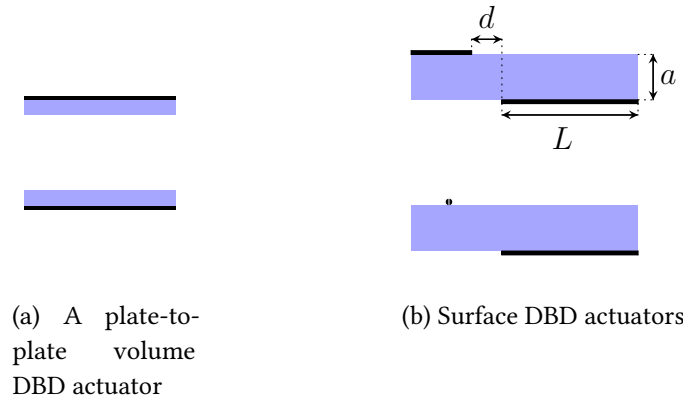 d
a
L
(a) A plate-to-
plate volume
DBD actuator
(b) Surface DBD actuators